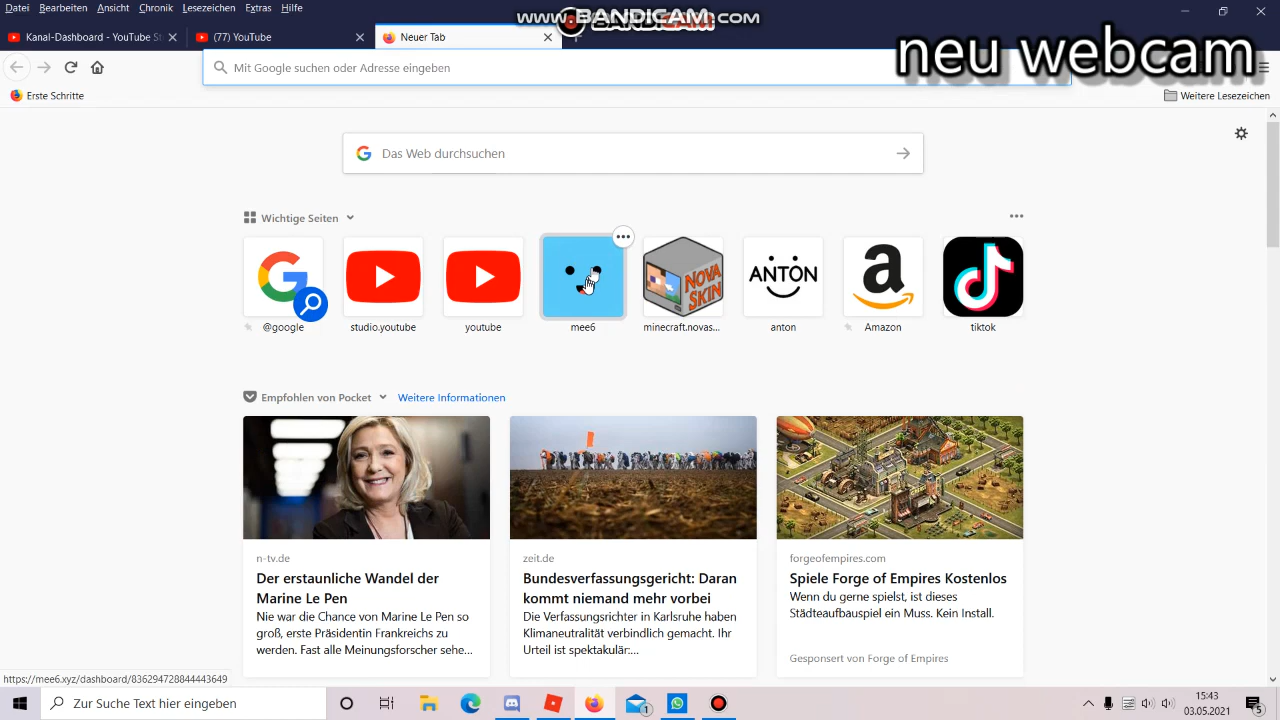 Datei Bearbeiten Ansicht Chronik Lesezeichen Extras Hilfe
www.BANDICAM.com
Kanal-Dashboard - YouTube St
(77) YouTube
Neuer Tab
neu webcam
Mit Google suchen oder Adresse eingeben
Erste Schritte
Weitere Lesezeichen
Das Web durchsuchen
Wichtige Seiten
NOVA
SKIN
ANTON
@google
studio.youtube
youtube
mee6
minecraft.novas...
anton
Amazon
tiktok
Empfohlen von Pocket
Weitere Informationen
n-tv.de
Der erstaunliche Wandel der
Marine Le Pen
Nie war die Chance von Marine Le Pen so
groß, erste Präsidentin Frankreichs zu
werden. Fast alle Meinungsforscher sehe...
zeit.de
Bundesverfassungsgericht: Daran
kommt niemand mehr vorbei
Die Verfassungsrichter in Karlsruhe haben
Klimaneutralität verbindlich gemacht. Ihr
Urteil ist spektakulär:...
forgeofempires.com
Spiele Forge of Empires Kostenlos
Wenn du gerne spielst, ist dieses
Städteaufbauspiel ein Muss. Kein Install.
Gesponsert von Forge of Empires
https://mee6.xyz/dashboard/836294728844443649
Zur Suche Text hier eingeben
1
15:43
03.05.2021
5